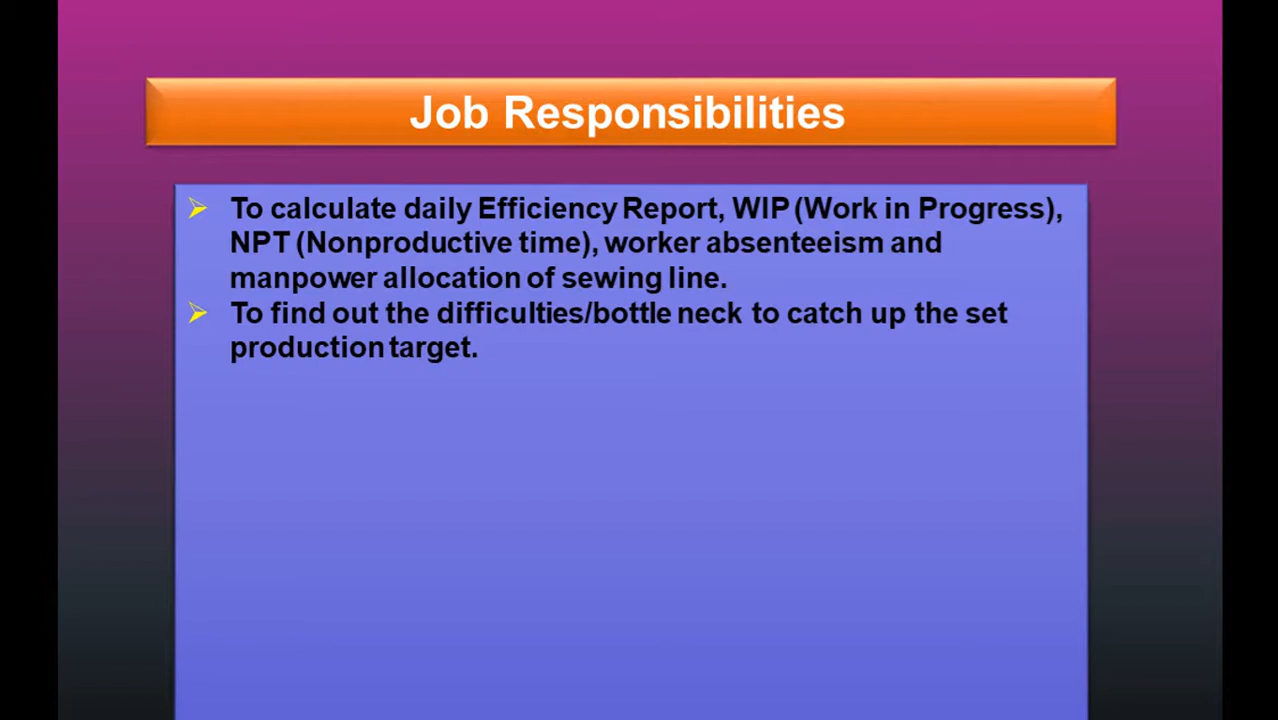 Job Responsibilities
➢ To calculate daily Efficiency Report, WIP (Work in Progress),
NPT (Nonproductive time), worker absenteeism and
manpower allocation of sewing line.
➢ To find out the difficulties/bottle neck to catch up the set
production target.